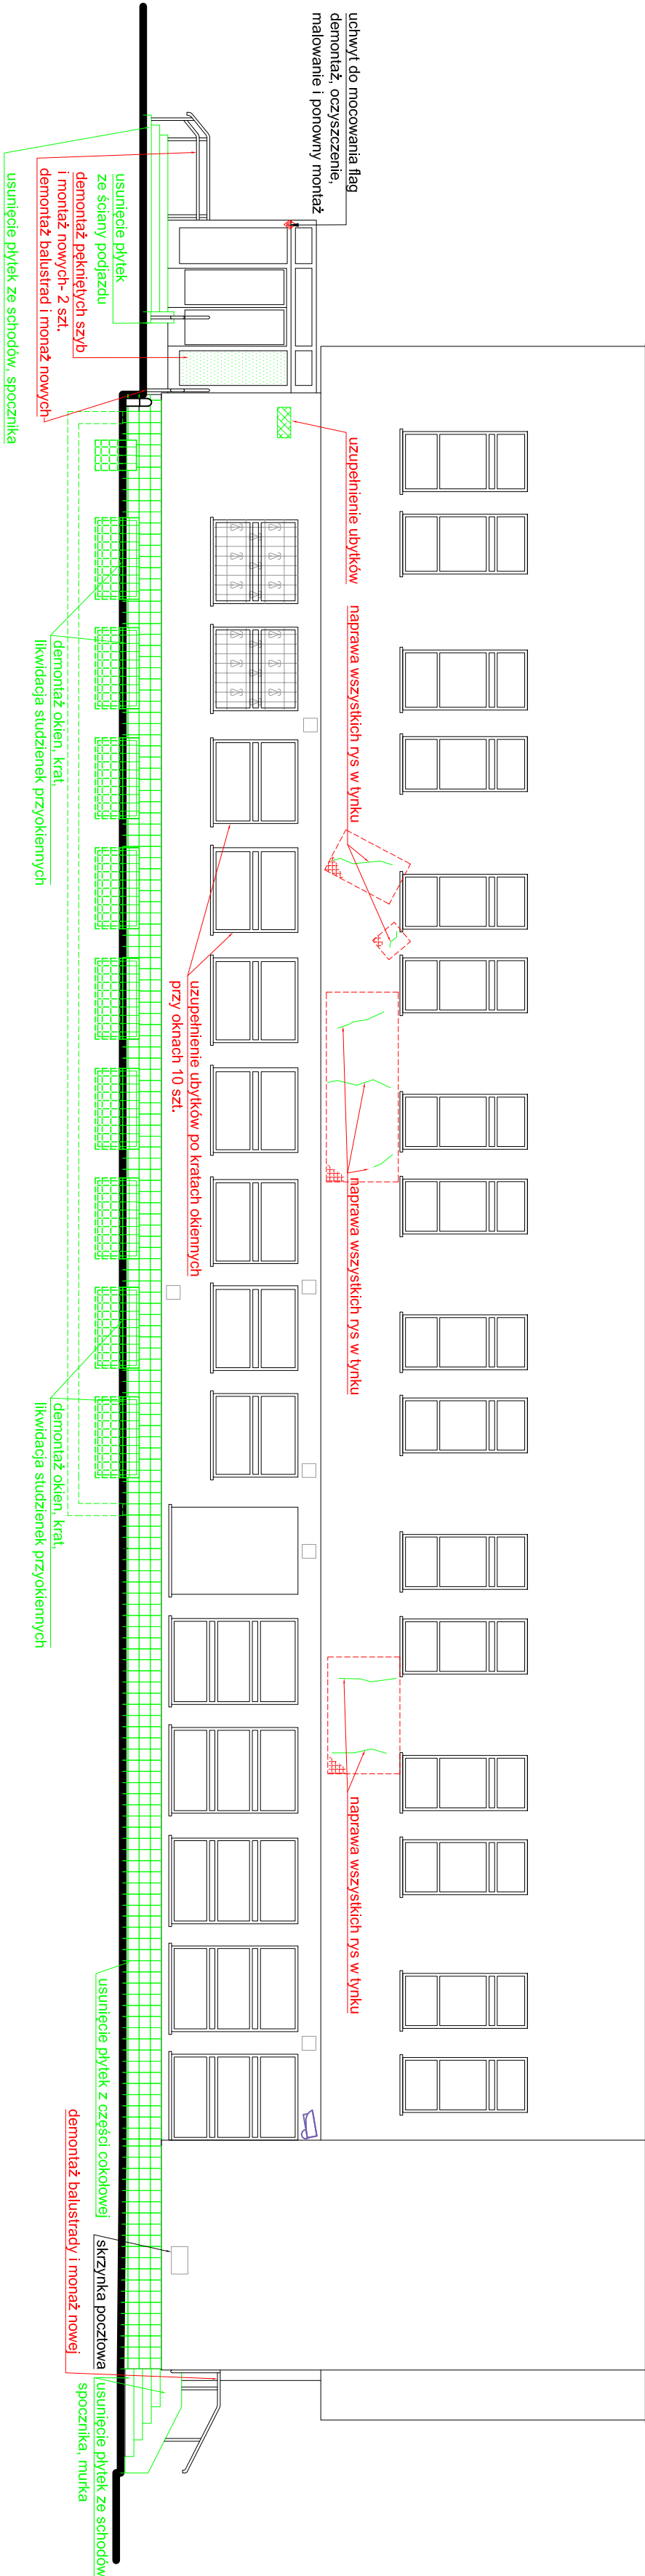 uchwyt do mocowania flag
demontaż, oczyszczenie,
malowanie i ponowny montaż
usunięcie płytek
ze ściany podjazdu
demontaż pękniętych szyb
i montaż nowych- 2 szt.
demontaż balustrad i monaż nowych
usunięcie płytek ze schodów, spocznika
uzupełnienie ubytków
naprawa wszystkich rys w tynku
demontaż okien, krat,
likwidacja studzienek przyokiennych
uzupełnienie ubytków po kratach okiennych
przy oknach 10 szt.
naprawa wszystkich rys w tynku
demontaż okien, krat,
likwidacja studzienek przyokiennych
naprawa wszystkich rys w tynku
usunięcie płytek z części cokołowej
demontaż balustrady i monaż nowej
skrzynka pocztowa
usunięcie płytek ze schodów
spocznika, murka